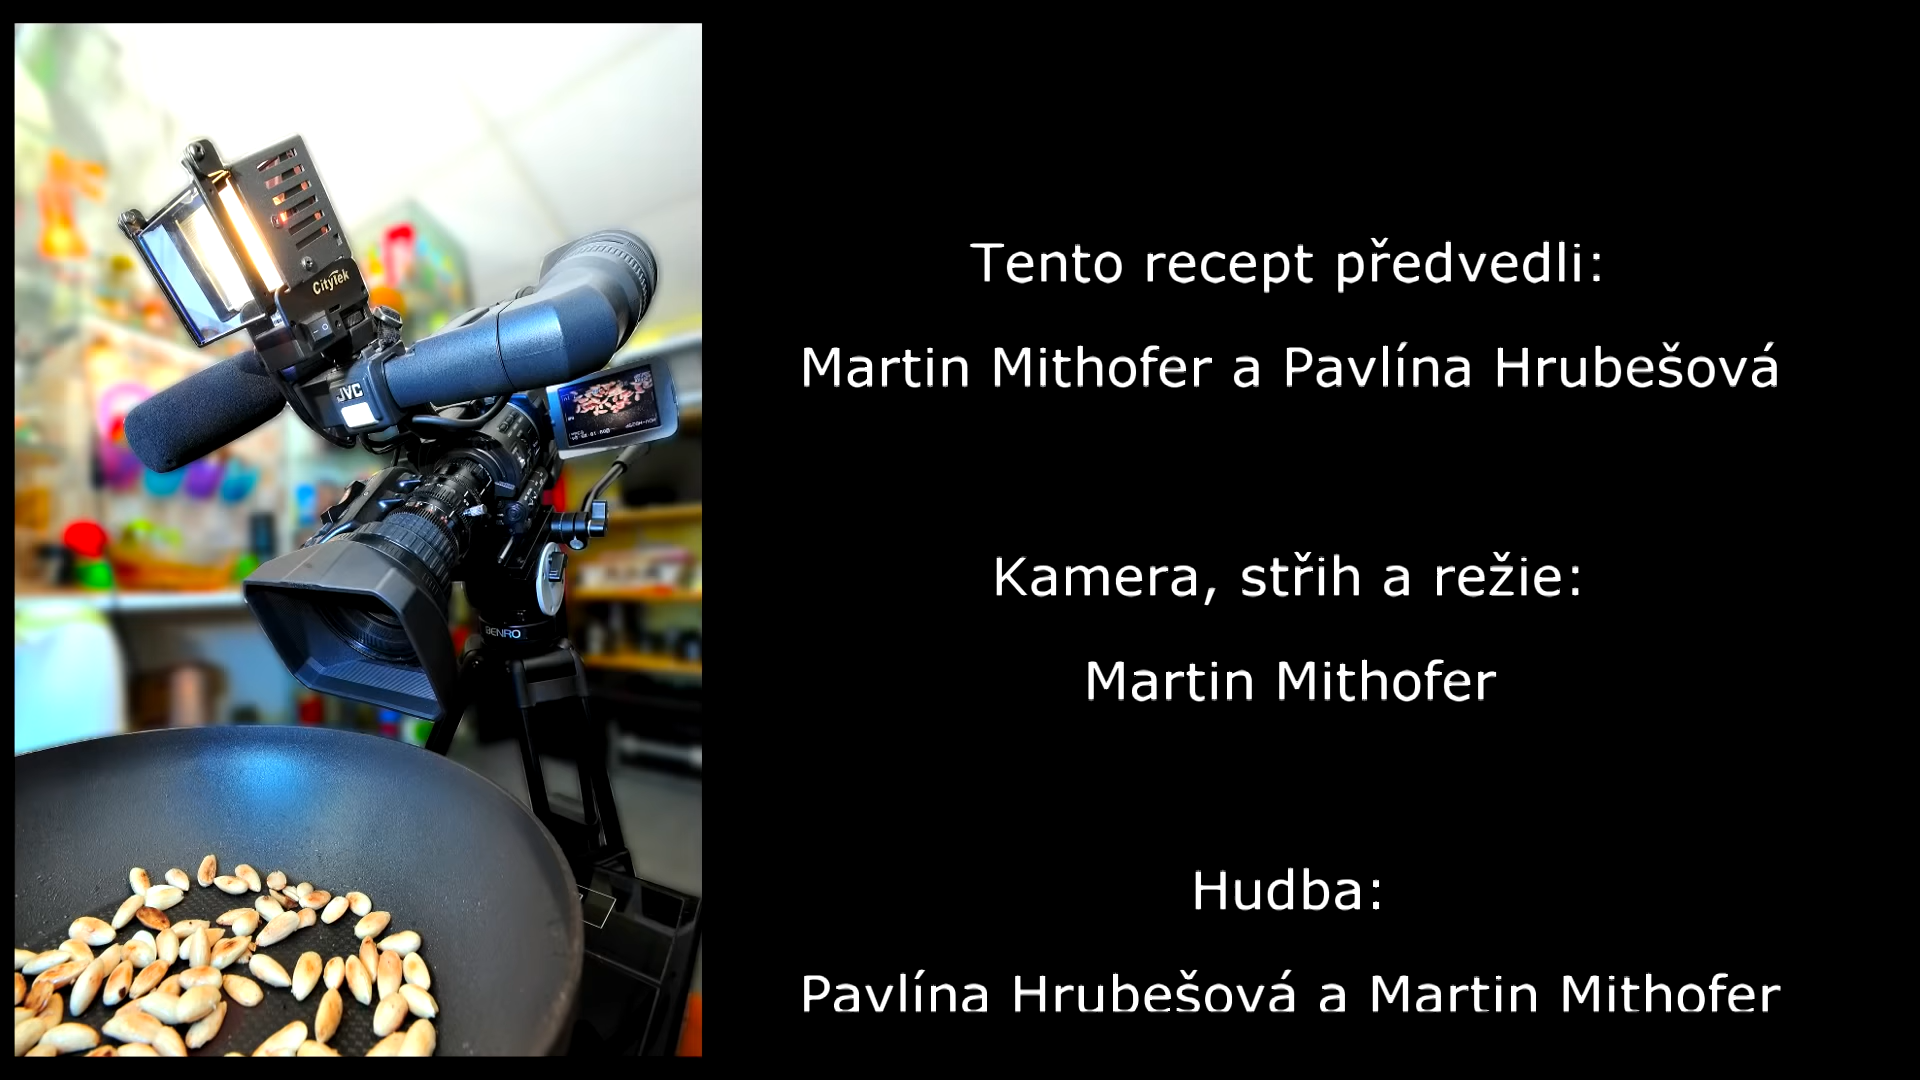 CityTek
JVC
BENRO
Tento recept předvedli:
Martin Mithofer a Pavlína Hrubešová
Kamera, střih a režie:
Martin Mithofer
Hudba:
Pavlína Hrubešová a Martin Mithofer